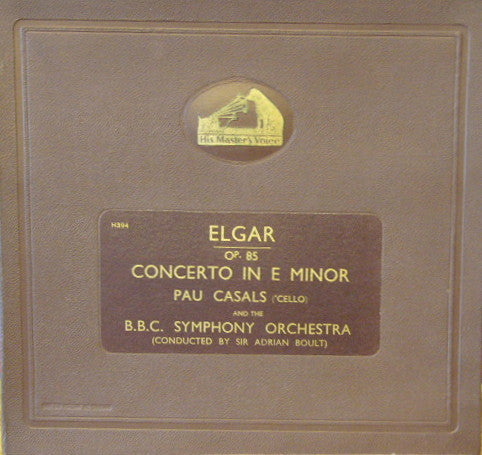 His Master's Voice
N394
ELGAR
OP. 85
CONCERTO IN E MINOR
PAU CASALS ('CELLO)
AND THE
B.B.C. SYMPHONY ORCHESTRA
(CONDUCTED BY SIR ADRIAN BOULT)